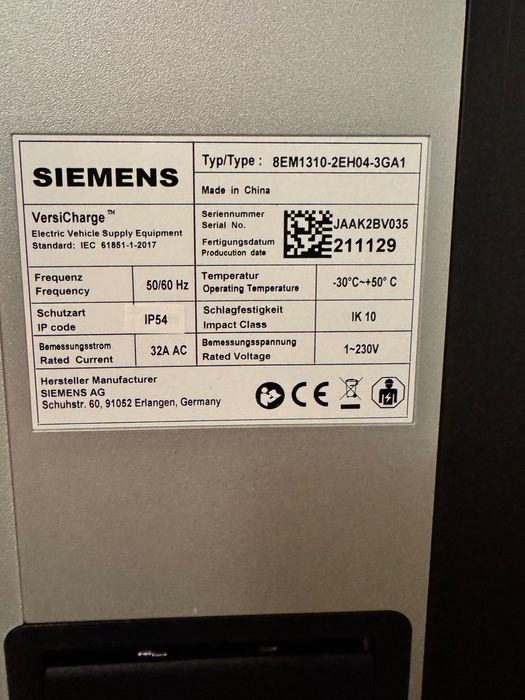 SIEMENS
Typ/Type : 8EM1310-2EH04-3GA1
Made in China
VersiCharge™
Electric Vehicle Supply Equipment
Standard: IEC 61851-1-2017
Seriennummer
Serial No.
JAAK2BV035
Fertigungsdatum
Producution date
211129
Frequenz
Frequency
50/60 Hz
Temperatur
Operating Temperature
-30°C~+50° C
Schutzart
IP code
IP54
Schlagfestigkeit
Impact Class
IK 10
Bemessungsstrom
Rated Current
32A AC
Bemessungsspannung
Rated Voltage
1~230V
Hersteller Manufacturer
SIEMENS AG
Schuhstr. 60, 91052 Erlangen, Germany
CE